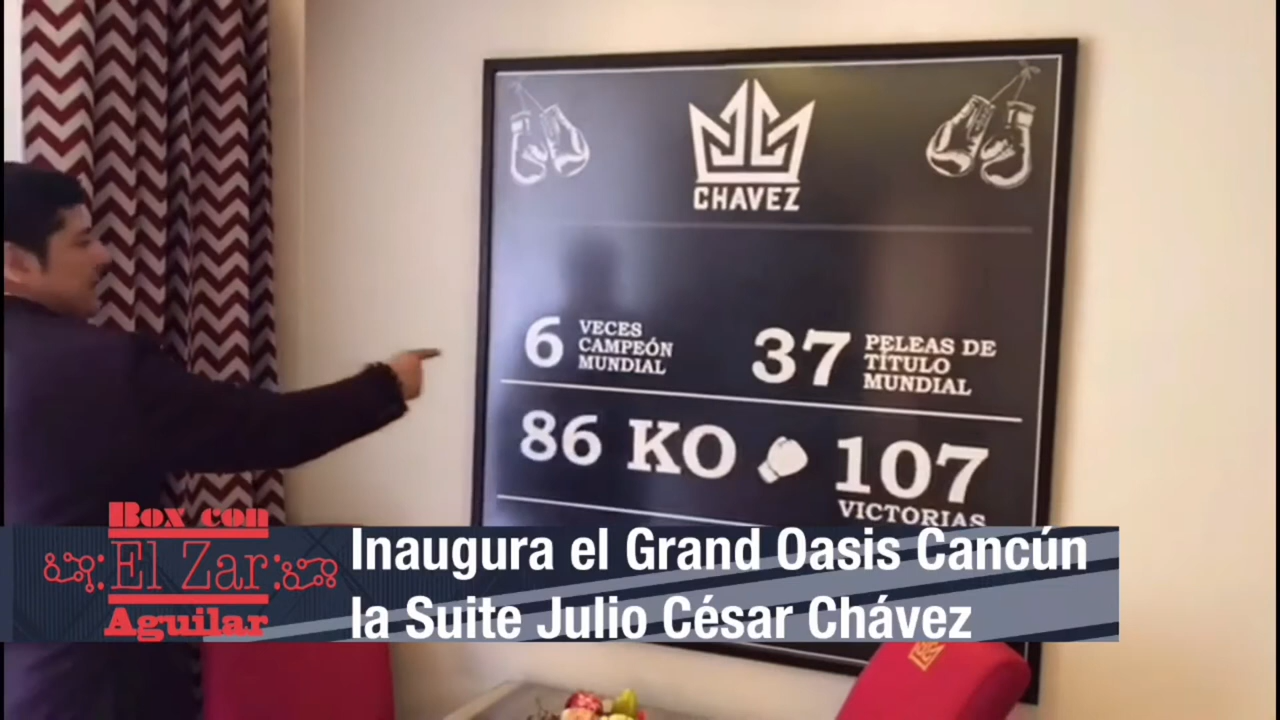 JC
CHAVEZ
6 VECES
CAMPEÓN
MUNDIAL
37 PELEAS DE
TÍTULO
MUNDIAL
86 KO 107
VICTORIAS
Box con
El Zar
Aguilar
Inaugura el Grand Oasis Cancún
la Suite Julio César Chávez